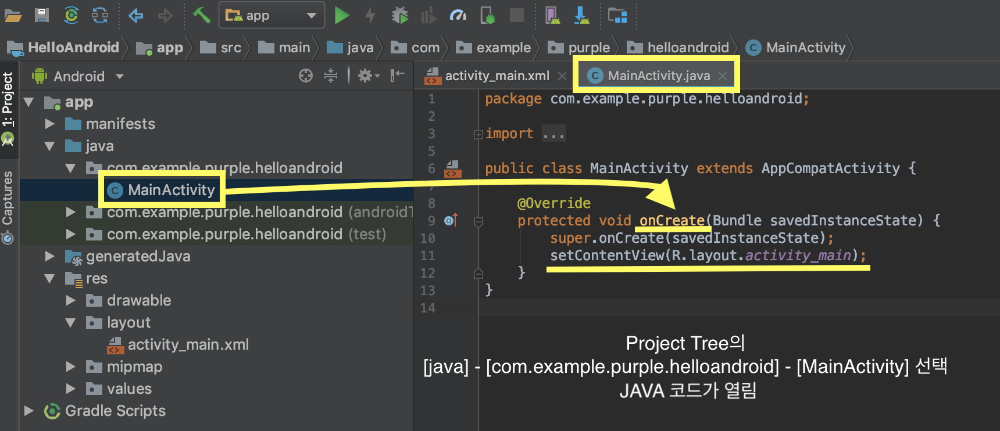 app
HelloAndroid app src main java com example purple helloandroid MainActivity
1: Project
Captures
Android
app
manifests
java
com.example.purple.helloandroid
MainActivity
com.example.purple.helloandroid (androidT
com.example.purple.helloandroid (test)
generatedJava
res
drawable
layout
activity_main.xml
mipmap
values
Gradle Scripts
activity_main.xml MainActivity.java
1 package com.example.purple.helloandroid;
2
3 import ...
5
6 public class MainActivity extends AppCompatActivity {
7
8 @Override
9 protected void onCreate(Bundle savedInstanceState) {
10 super.onCreate(savedInstanceState);
11 setContentView(R.layout.activity_main);
12 }
13 }
14
Project Tree의
[java] - [com.example.purple.helloandroid] - [MainActivity] 선택
JAVA 코드가 열림